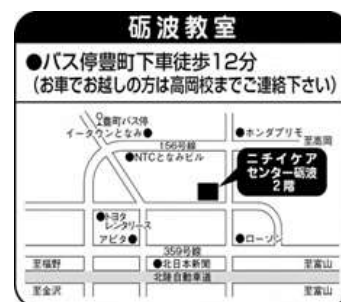 砺波教室
●バス停豊町下車徒歩12分
(お車でお越しの方は高岡校までご連絡下さい)
豊町バス停
イータウンとなみ●
●ホンダプリモ
至高岡
156号線
●NTCとなみビル
ニチイケア
センター砺波
2階
●トヨタ
レンタリース
アピタ●
●ローソン
359号線
至福野
●北日本新聞
至富山
北陸自動車道
至金沢
至富山